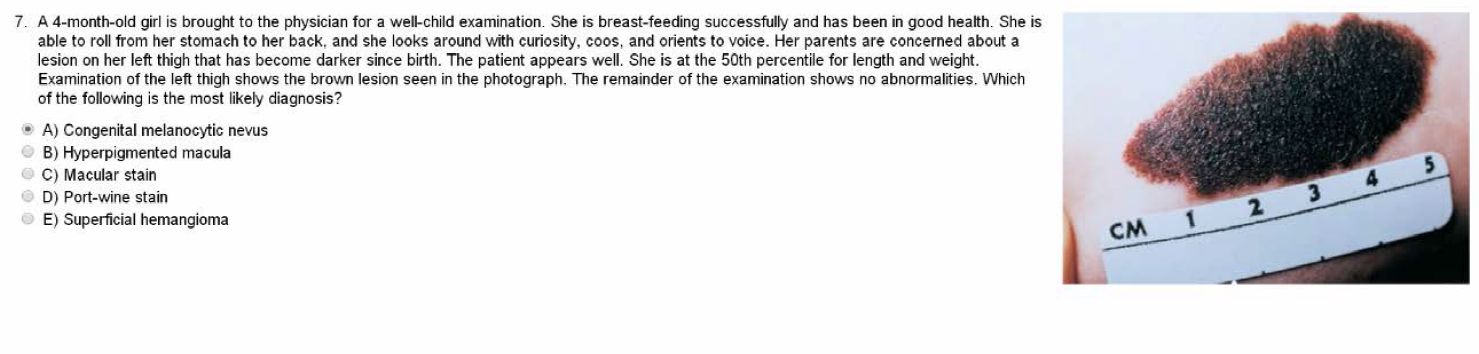 7. A 4-month-old girl is brought to the physician for a well-child examination. She is breast-feeding successfully and has been in good health. She is
able to roll from her stomach to her back, and she looks around with curiosity, coos, and orients to voice. Her parents are concerned about a
lesion on her left thigh that has become darker since birth. The patient appears well. She is at the 50th percentile for length and weight.
Examination of the left thigh shows the brown lesion seen in the photograph. The remainder of the examination shows no abnormalities. Which
of the following is the most likely diagnosis?
A) Congenital melanocytic nevus
B) Hyperpigmented macula
C) Macular stain
D) Port-wine stain
E) Superficial hemangioma
CM 1 2 3 4 5